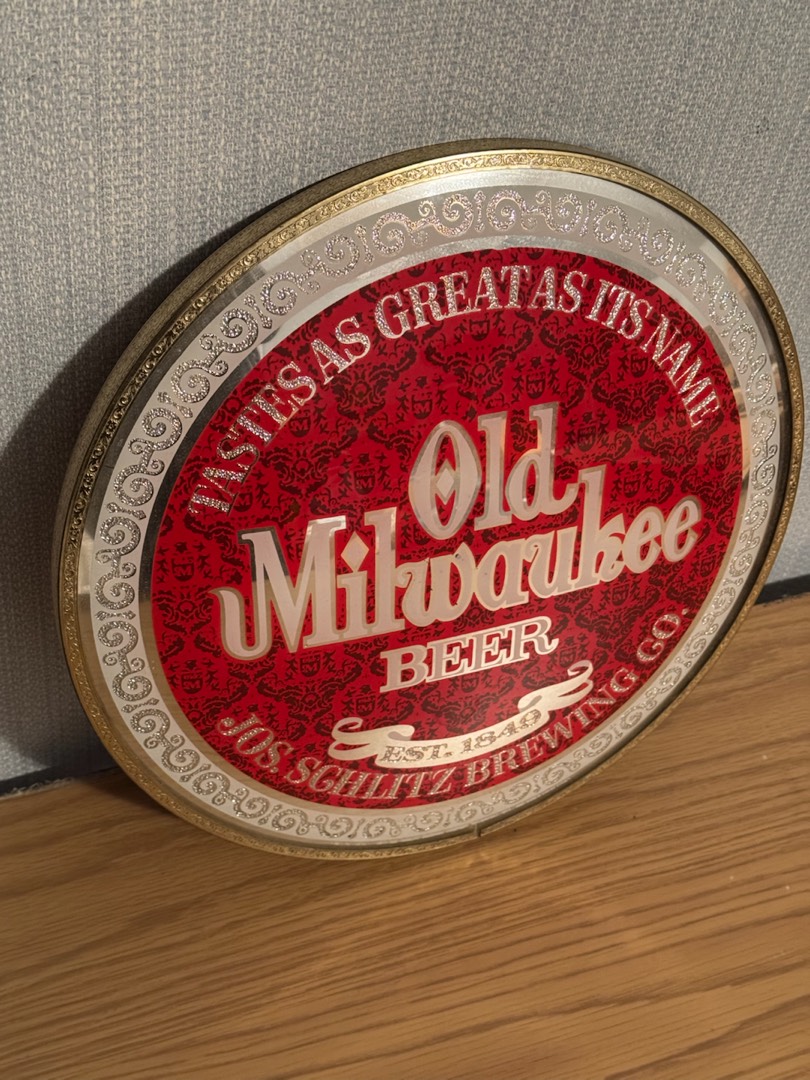 TASTES AS GREAT AS ITS NAME
Old
Milwaukee
BEER
EST. 1849
JOS. SCHLITZ BREWING CO.